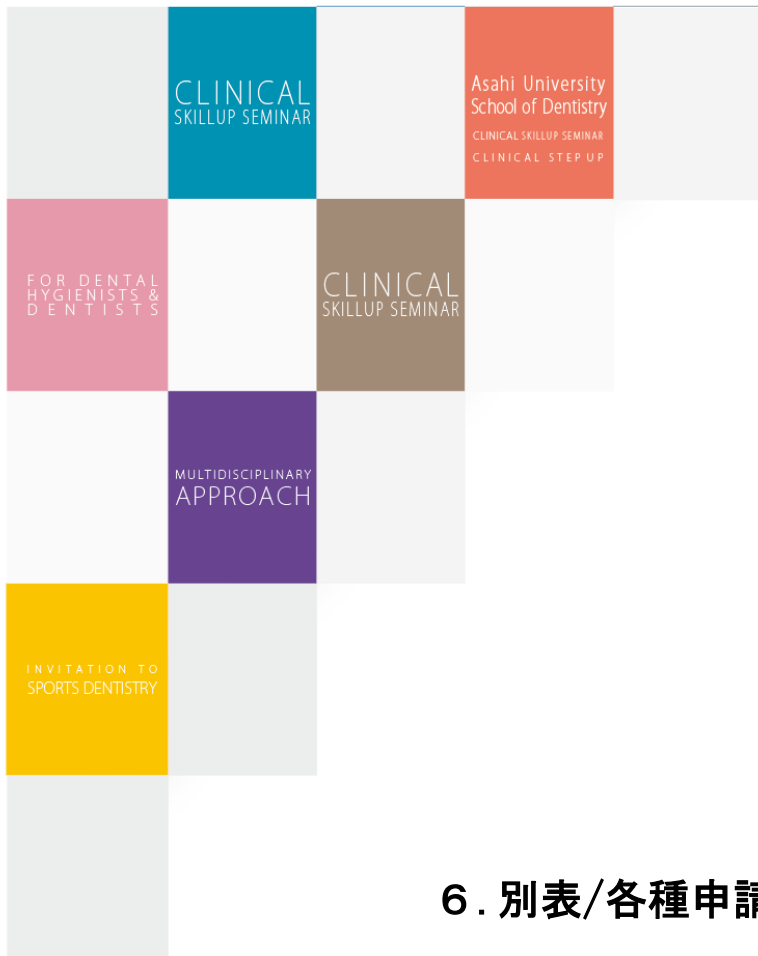 CLINICAL
SKILLUP SEMINAR
Asahi University
School of Dentistry
CLINICAL SKILLUP SEMINAR
CLINICAL STEP UP
FOR DENTAL
HYGIENISTS &
DENTISTS
CLINICAL
SKILLUP SEMINAR
MULTIDISCIPLINARY
APPROACH
INVITATION TO
SPORTS DENTISTRY
６.別表/各種申